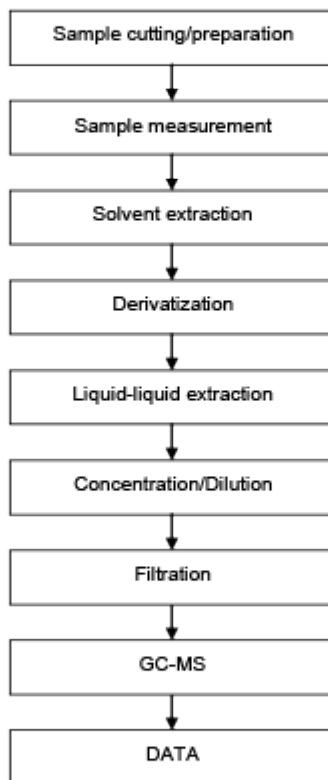 Sample cutting/preparation
Sample measurement
Solvent extraction
Derivatization
Liquid-liquid extraction
Concentration/Dilution
Filtration
GC-MS
DATA